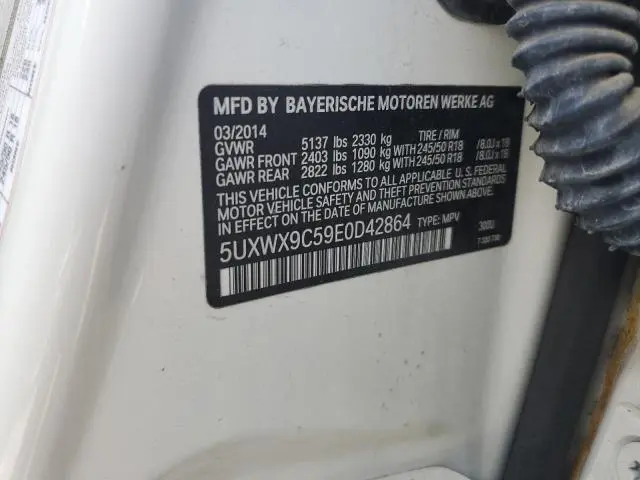 MFD BY BAYERISCHE MOTOREN WERKE AG
03/2014
GVWR 5137 lbs 2330 kg TIRE / RIM
GAWR FRONT 2403 lbs 1090 kg WITH 245/50 R18 /8.0J x 18
GAWR REAR 2822 lbs 1280 kg WITH 245/50 R18 /8.0J x 18
THIS VEHICLE CONFORMS TO ALL APPLICABLE U. S. FEDERAL
MOTOR VEHICLE SAFETY AND THEFT PREVENTION STANDARDS
IN EFFECT ON THE DATE OF MANUFACTURE SHOWN ABOVE.
5UXWX9C59E0D42864 TYPE: MPV